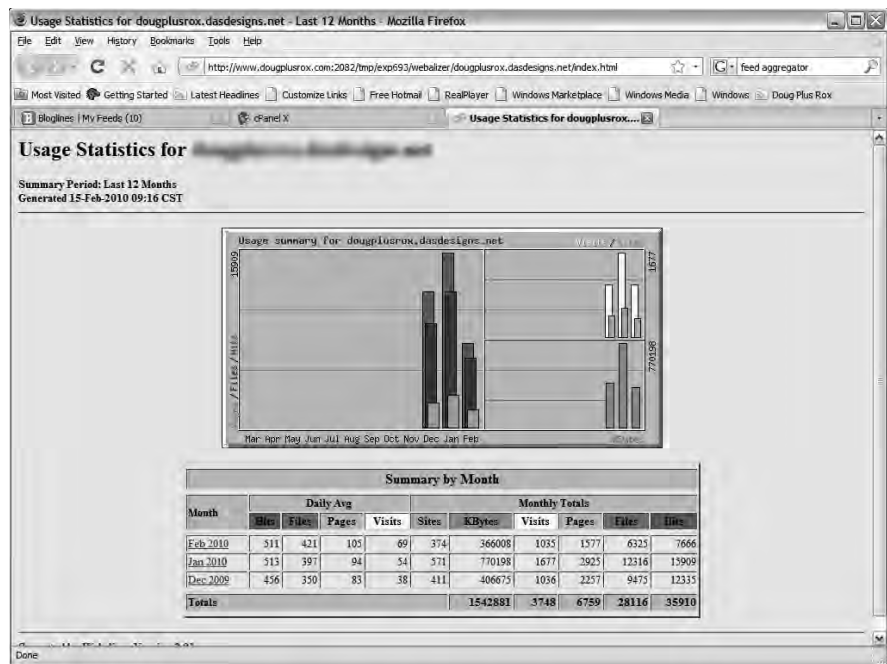 Usage Statistics for dougplusrox.dasdesigns.net - Last 12 Months - Mozilla Firefox
File Edit View History Bookmarks Tools Help
http://www.dougplusrox.com:2082/tmp/exp693/webalizer/dougplusrox.dasdesigns.net/index.html
feed aggregator
Most Visited Getting Started Latest Headlines Customize Links Free Hotmail RealPlayer Windows Marketplace Windows Media Windows Doug Plus Rox
Bloglines | My Feeds (10) cPanel X Usage Statistics for dougplusrox....
Usage Statistics for
Summary Period: Last 12 Months
Generated 15-Feb-2010 09:16 CST
Usage summary for dougplusrox.dasdesigns.net Visits / Sites
15909
1677
Pages / Files / Hits
770198
Mar Apr May Jun Jul Aug Sep Oct Nov Dec Jan Feb KBytes
Summary by Month
Month Daily Avg Monthly Totals
Hits Files Pages Visits Sites KBytes Visits Pages Files Hits
Feb 2010 511 421 105 69 374 366008 1035 1577 6325 7666
Jan 2010 513 397 94 54 571 770198 1677 2925 12316 15909
Dec 2009 456 350 83 38 411 406675 1036 2257 9475 12335
Totals 1542881 3748 6759 28116 35910
Done